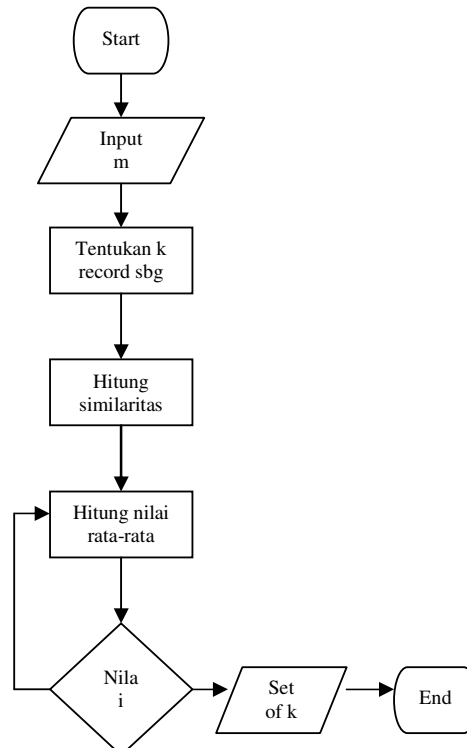 Start
Input
m
Tentukan k
record sbg
Hitung
similaritas
Hitung nilai
rata-rata
Nila
i
Set
of k
End